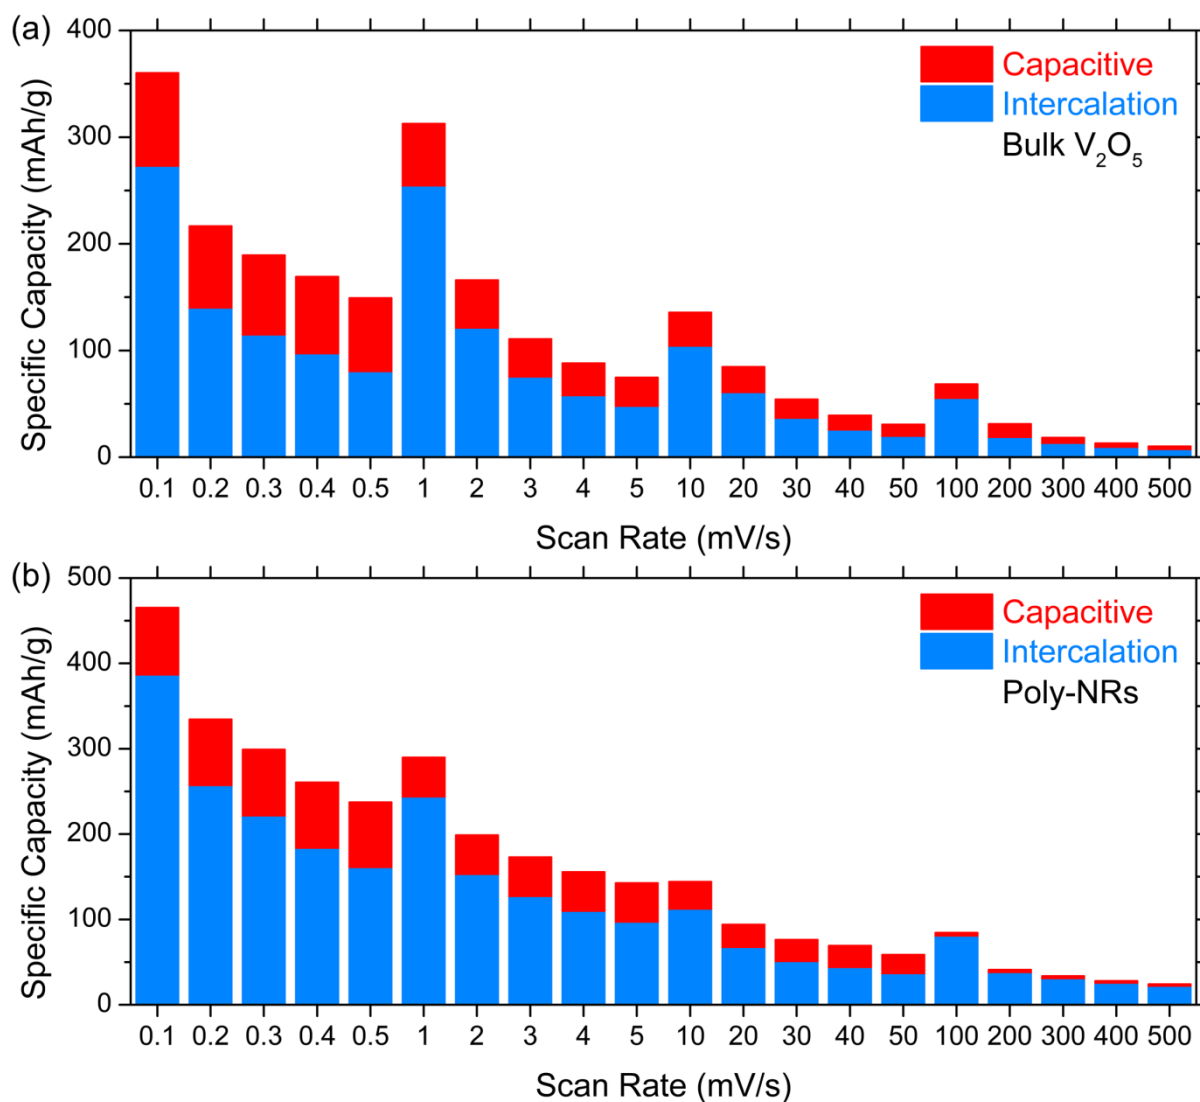 (a)
400
300
200
100
0
Specific Capacity (mAh/g)
Capacitive
Intercalation
Bulk V₂O₅
0.1 0.2 0.3 0.4 0.5 1 2 3 4 5 10 20 30 40 50 100 200 300 400 500
Scan Rate (mV/s)
(b)
500
400
300
200
100
0
Specific Capacity (mAh/g)
Capacitive
Intercalation
Poly-NRs
0.1 0.2 0.3 0.4 0.5 1 2 3 4 5 10 20 30 40 50 100 200 300 400 500
Scan Rate (mV/s)